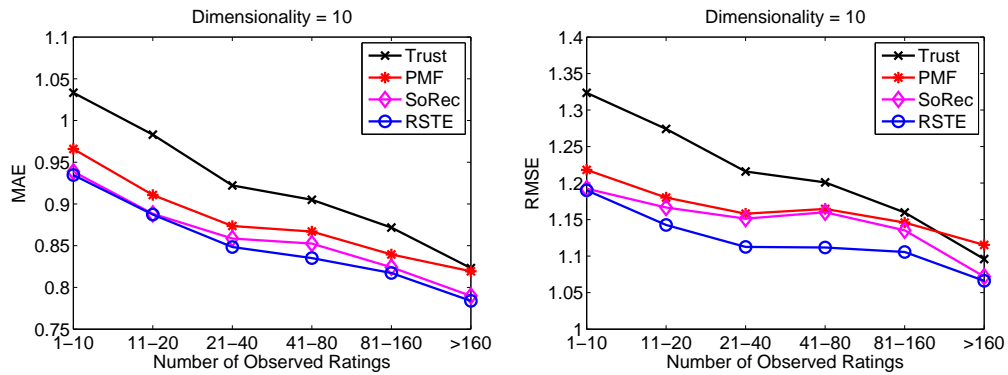 Dimensionality = 10
MAE
1.1
1.05
1
0.95
0.9
0.85
0.8
0.75
Trust
PMF
SoRec
RSTE
1−10 11−20 21−40 41−80 81−160 >160
Number of Observed Ratings
Dimensionality = 10
RMSE
1.4
1.35
1.3
1.25
1.2
1.15
1.1
1.05
1
Trust
PMF
SoRec
RSTE
1−10 11−20 21−40 41−80 81−160 >160
Number of Observed Ratings